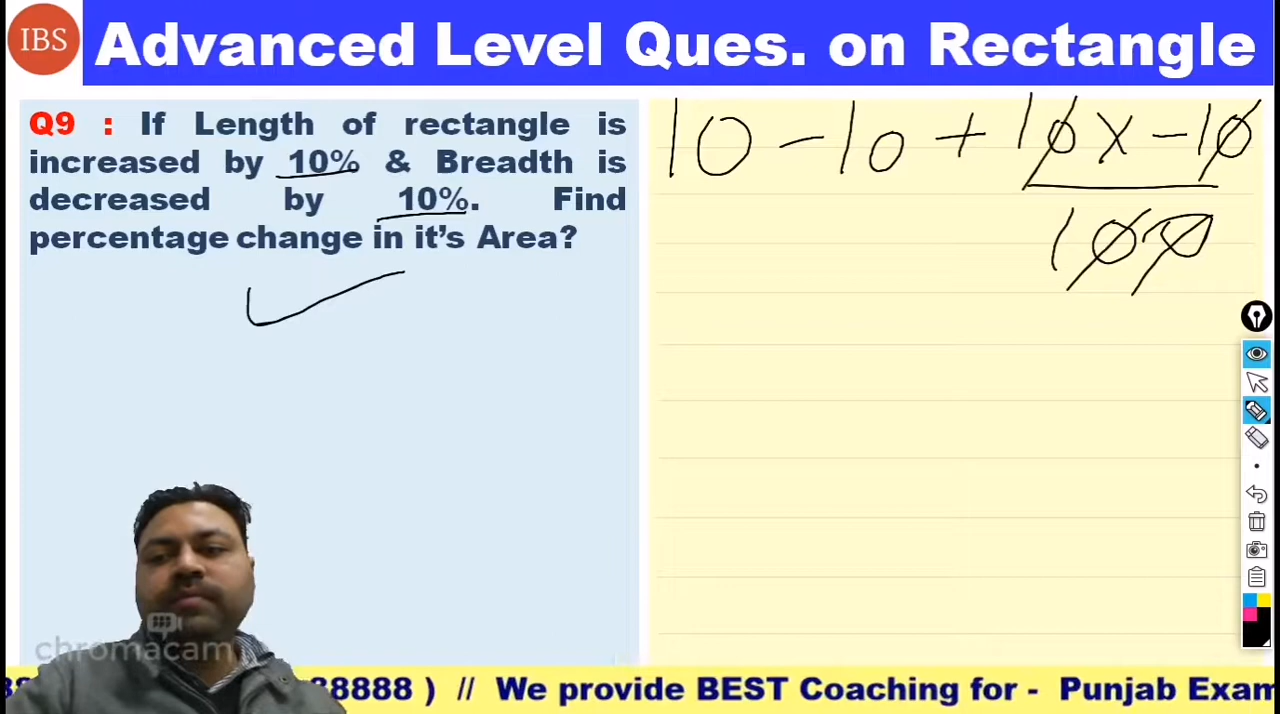 IBS
Advanced Level Ques. on Rectangle
Q9 : If Length of rectangle is
increased by 10% & Breadth is
decreased by 10%. Find
percentage change in it's Area?
10 - 10 + 10 x - 10
100
chromacam
88888 ) // We provide BEST Coaching for - Punjab Exam